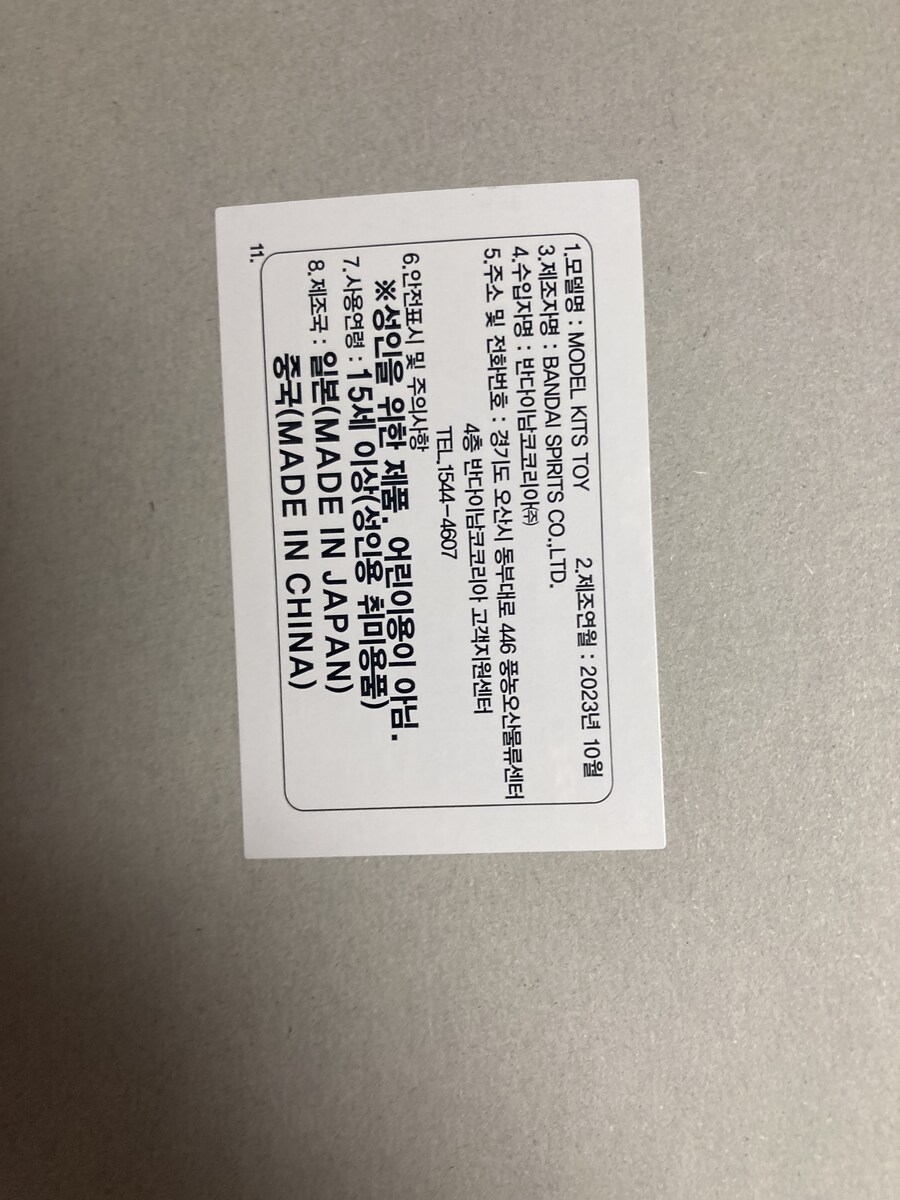 1.모델명 : MODEL KITS TOY 2.제조연월 : 2023년 10월
3.제조자명 : BANDAI SPIRITS CO.,LTD.
4.수입자명 : 반다이남코코리아㈜
5.주소 및 전화번호 : 경기도 오산시 동부대로 446 풍농오산물류센터
4층 반다이남코코리아 고객지원센터
TEL.1544-4607
6.안전표시 및 주의사항
※성인을 위한 제품. 어린이용이 아님.
7.사용연령 : 15세 이상(성인용 취미용품)
8.제조국 : 일본(MADE IN JAPAN)
중국(MADE IN CHINA)
11.